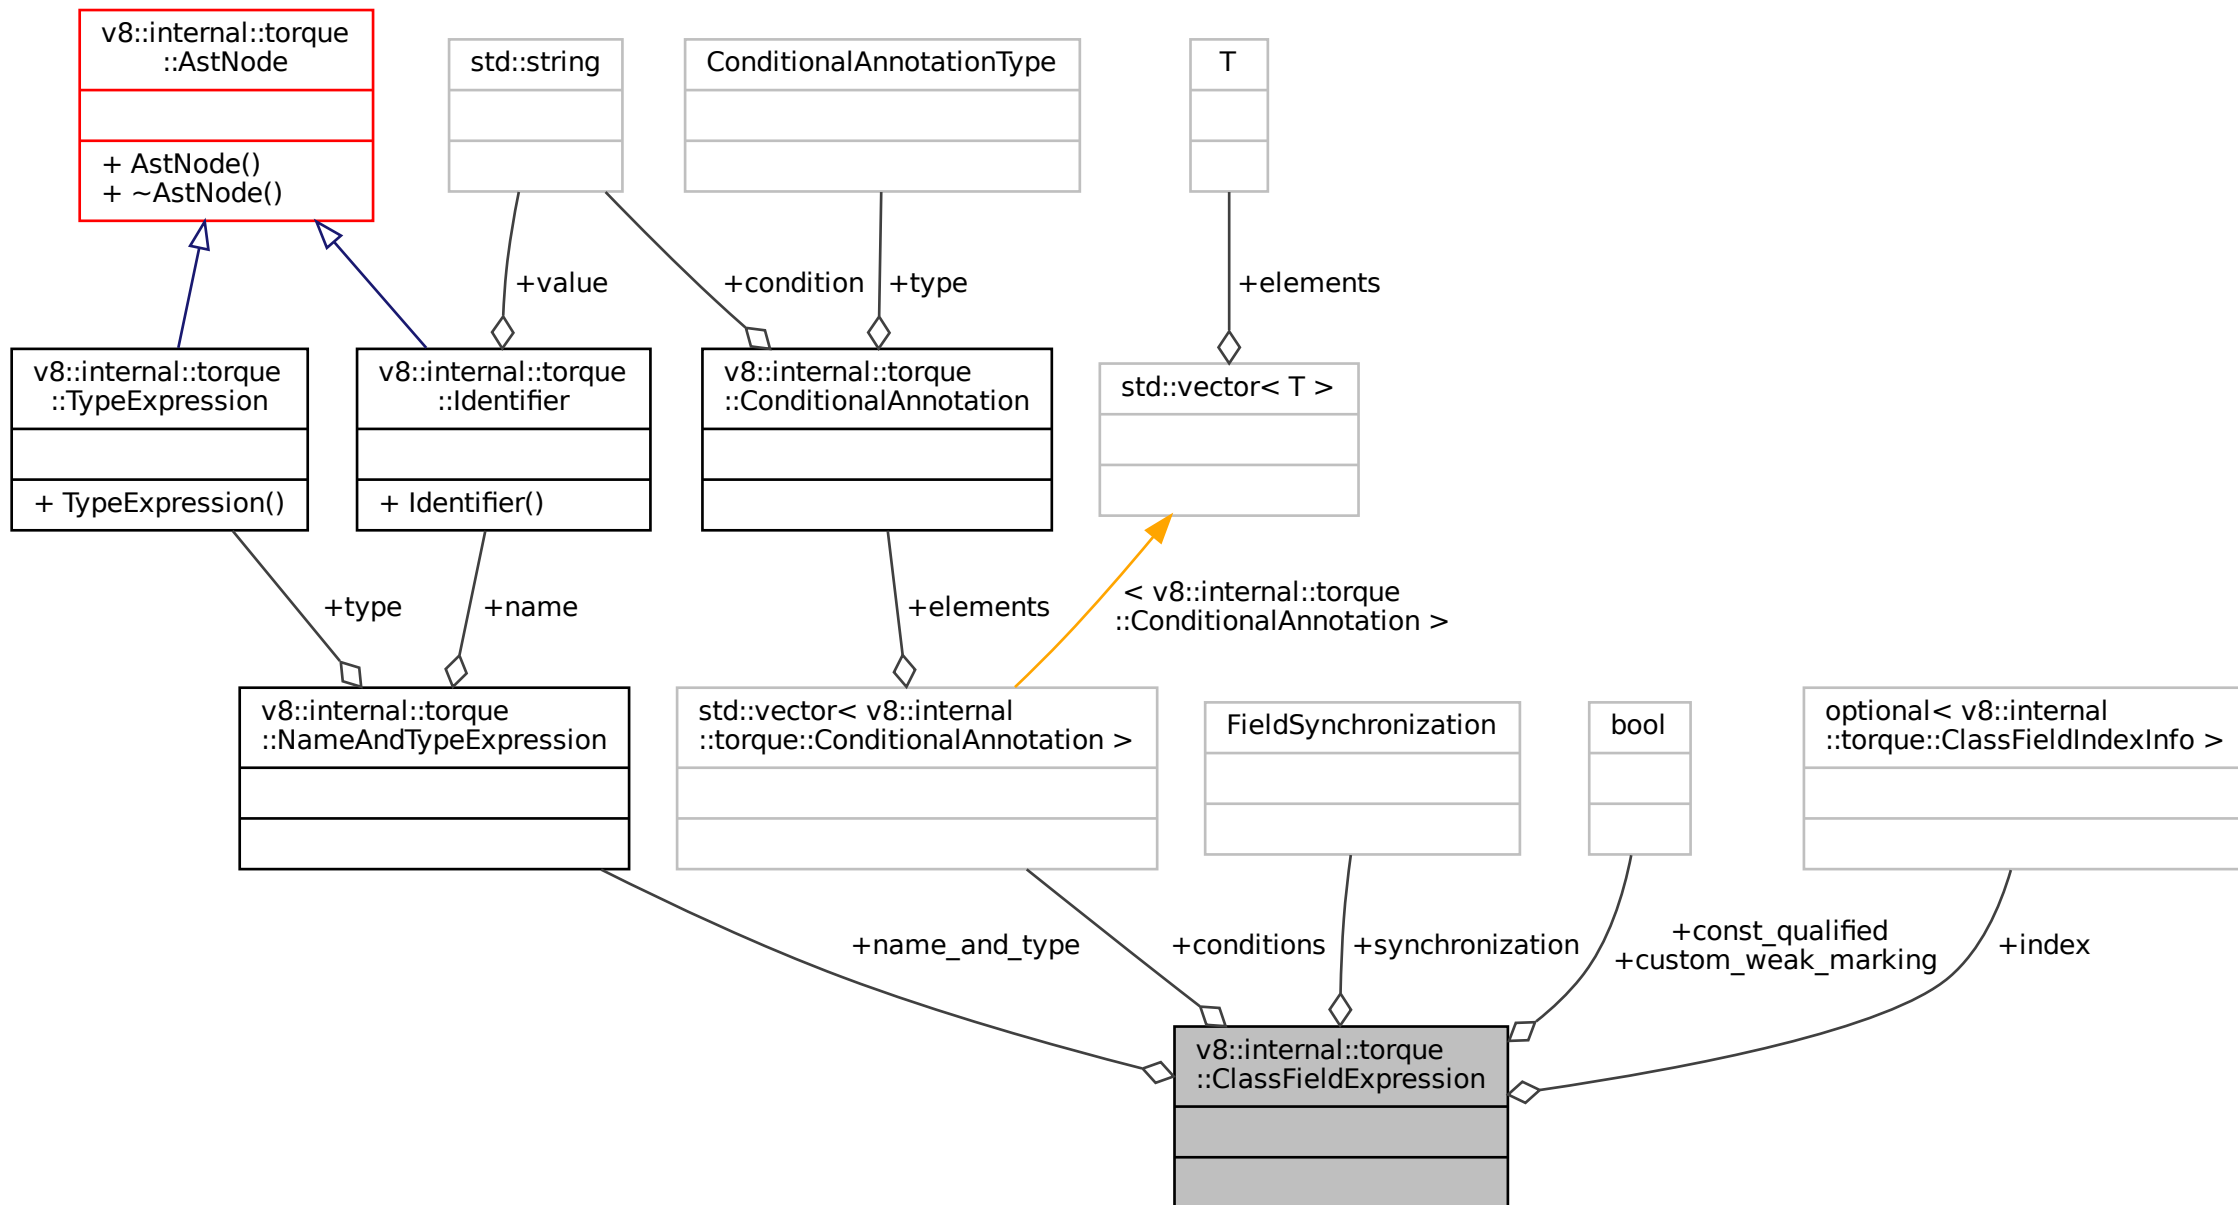 v8::internal::torque
::AstNode
+ AstNode()
+ ~AstNode()
std::string
ConditionalAnnotationType
T
+value
+condition
+type
+elements
v8::internal::torque
::TypeExpression
+ TypeExpression()
v8::internal::torque
::Identifier
+ Identifier()
v8::internal::torque
::ConditionalAnnotation
std::vector< T >
+type
+name
+elements
< v8::internal::torque
::ConditionalAnnotation >
v8::internal::torque
::NameAndTypeExpression
std::vector< v8::internal
::torque::ConditionalAnnotation >
FieldSynchronization
bool
optional< v8::internal
::torque::ClassFieldIndexInfo >
+name_and_type
+conditions
+synchronization
+const_qualified
+custom_weak_marking
+index
v8::internal::torque
::ClassFieldExpression